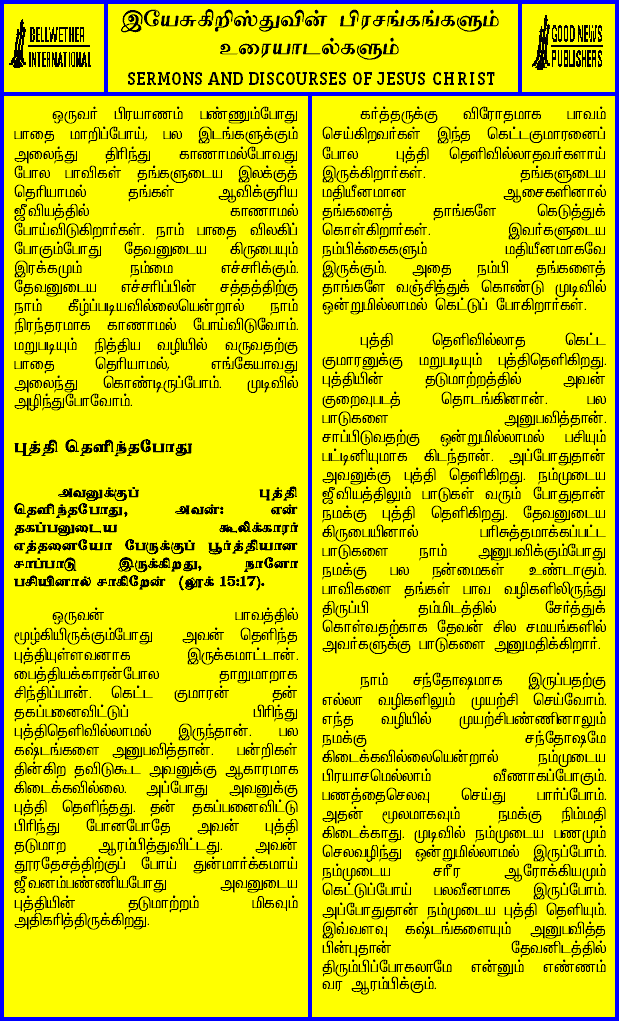 BELLWETHER
INTERNATIONAL
இயேசுகிறிஸ்துவின் பிரசங்கங்களும்
உரையாடல்களும்
SERMONS AND DISCOURSES OF JESUS CHRIST
GOOD NEWS
PUBLISHERS
ஒருவர் பிரயாணம் பண்ணும்போது
பாதை மாறிப்போய், பல இடங்களுக்கும்
அலைந்து திரிந்து காணாமல்போவது
போல பாவிகள் தங்களுடைய இலக்குத்
தெரியாமல் தங்கள் ஆவிக்குரிய
ஜீவியத்தில் காணாமல்
போய்விடுகிறார்கள். நாம் பாதை விலகிப்
போகும்போது தேவனுடைய கிருபையும்
இரக்கமும் நம்மை எச்சரிக்கும்.
தேவனுடைய எச்சரிப்பின் சத்தத்திற்கு
நாம் கீழ்ப்படியவில்லையென்றால் நாம்
நிரந்தரமாக காணாமல் போய்விடுவோம்.
மறுபடியும் நித்திய வழியில் வருவதற்கு
பாதை தெரியாமல், எங்கேயாவது
அலைந்து கொண்டிருப்போம். முடிவில்
அழிந்துபோவோம்.
புத்தி தெளிந்தபோது
அவனுக்குப் புத்தி
தெளிந்தபோது, அவன்: என்
தகப்பனுடைய கூலிக்காரர்
எத்தனையோ பேருக்குப் பூர்த்தியான
சாப்பாடு இருக்கிறது, நானோ
பசியினால் சாகிறேன் (லூக் 15:17).
ஒருவன் பாவத்தில்
மூழ்கியிருக்கும்போது அவன் தெளிந்த
புத்தியுள்ளவனாக இருக்கமாட்டான்.
பைத்தியக்காரன்போல தாறுமாறாக
சிந்திப்பான். கெட்ட குமாரன் தன்
தகப்பனைவிட்டுப் பிரிந்து
புத்திதெளிவில்லாமல் இருந்தான். பல
கஷ்டங்களை அனுபவித்தான். பன்றிகள்
தின்கிற தவிடுகூட அவனுக்கு ஆகாரமாக
கிடைக்கவில்லை. அப்போது அவனுக்கு
புத்தி தெளிந்தது. தன் தகப்பனைவிட்டு
பிரிந்து போனபோதே அவன் புத்தி
தடுமாற ஆரம்பித்துவிட்டது. அவன்
தூரதேசத்திற்குப் போய் துன்மார்க்கமாய்
ஜீவனம்பண்ணியபோது அவனுடைய
புத்தியின் தடுமாற்றம் மிகவும்
அதிகரித்திருக்கிறது.
கர்த்தருக்கு விரோதமாக பாவம்
செய்கிறவர்கள் இந்த கெட்டகுமாரனைப்
போல புத்தி தெளிவில்லாதவர்களாய்
இருக்கிறார்கள். தங்களுடைய
மதியீனமான ஆசைகளினால்
தங்களைத் தாங்களே கெடுத்துக்
கொள்கிறார்கள். இவர்களுடைய
நம்பிக்கைகளும் மதியீனமாகவே
இருக்கும். அதை நம்பி தங்களைத்
தாங்களே வஞ்சித்துக் கொண்டு முடிவில்
ஒன்றுமில்லாமல் கெட்டுப் போகிறார்கள்.
புத்தி தெளிவில்லாத கெட்ட
குமாரனுக்கு மறுபடியும் புத்திதெளிகிறது.
புத்தியின் தடுமாற்றத்தில் அவன்
குறைவுபடத் தொடங்கினான். பல
பாடுகளை அனுபவித்தான்.
சாப்பிடுவதற்கு ஒன்றுமில்லாமல் பசியும்
பட்டினியுமாக கிடந்தான். அப்போதுதான்
அவனுக்கு புத்தி தெளிகிறது. நம்முடைய
ஜீவியத்திலும் பாடுகள் வரும் போதுதான்
நமக்கு புத்தி தெளிகிறது. தேவனுடைய
கிருபையினால் பரிசுத்தமாக்கப்பட்ட
பாடுகளை நாம் அனுபவிக்கும்போது
நமக்கு பல நன்மைகள் உண்டாகும்.
பாவிகளை தங்கள் பாவ வழிகளிலிருந்து
திருப்பி தம்மிடத்தில் சேர்த்துக்
கொள்வதற்காக தேவன் சில சமயங்களில்
அவர்களுக்கு பாடுகளை அனுமதிக்கிறார்.
நாம் சந்தோஷமாக இருப்பதற்கு
எல்லா வழிகளிலும் முயற்சி செய்வோம்.
எந்த வழியில் முயற்சிபண்ணினாலும்
நமக்கு சந்தோஷமே
கிடைக்கவில்லையென்றால் நம்முடைய
பிரயாசமெல்லாம் வீணாகப்போகும்.
பணத்தைசெலவு செய்து பார்ப்போம்.
அதன் மூலமாகவும் நமக்கு நிம்மதி
கிடைக்காது. முடிவில் நம்முடைய பணமும்
செலவழிந்து ஒன்றுமில்லாமல் இருப்போம்.
நம்முடைய சரீர ஆரோக்கியமும்
கெட்டுப்போய் பலவீனமாக இருப்போம்.
அப்போதுதான் நம்முடைய புத்தி தெளியும்.
இவ்வளவு கஷ்டங்களையும் அனுபவித்த
பின்புதான் தேவனிடத்தில்
திரும்பிப்போகலாமே என்னும் எண்ணம்
வர ஆரம்பிக்கும்.